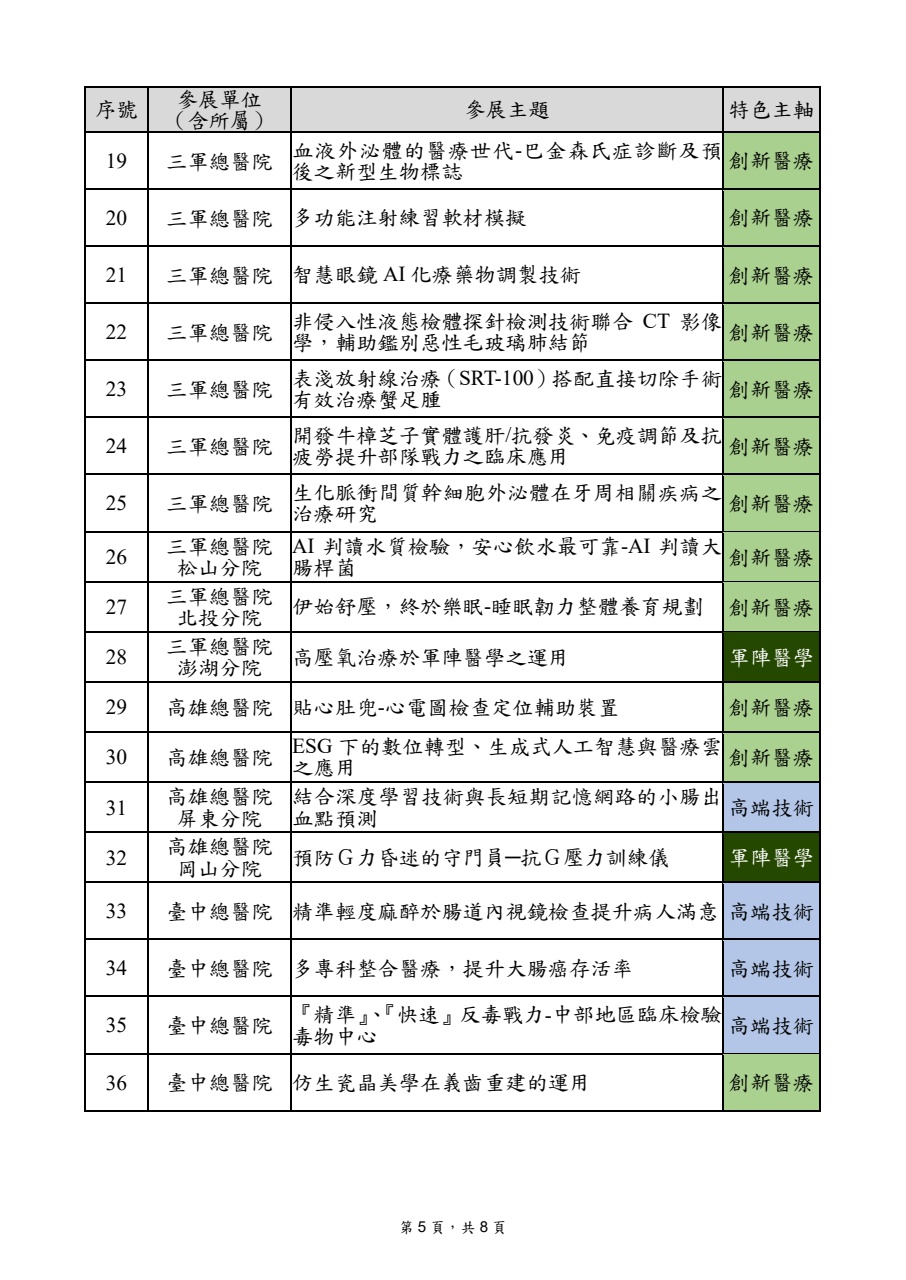 序號 參展單位（含所屬） 參展主題 特色主軸
19 三軍總醫院 血液外泌體的醫療世代-巴金森氏症診斷及預
後之新型生物標誌 創新醫療
20 三軍總醫院 多功能注射練習軟材模擬 創新醫療
21 三軍總醫院 智慧眼鏡 AI 化療藥物調製技術 創新醫療
22 三軍總醫院 非侵入性液態檢體探針檢測技術聯合 CT 影像
學，輔助鑑別惡性毛玻璃肺結節 創新醫療
23 三軍總醫院 表淺放射線治療（SRT-100）搭配直接切除手術
有效治療蟹足腫 創新醫療
24 三軍總醫院 開發牛樟芝子實體護肝/抗發炎、免疫調節及抗
疲勞提升部隊戰力之臨床應用 創新醫療
25 三軍總醫院 生化脈衝間質幹細胞外泌體在牙周相關疾病之
治療研究 創新醫療
26 三軍總醫院松山分院 AI 判讀水質檢驗，安心飲水最可靠-AI 判讀大
腸桿菌 創新醫療
27 三軍總醫院北投分院 伊始舒壓，終於樂眠-睡眠韌力整體養育規劃 創新醫療
28 三軍總醫院澎湖分院 高壓氧治療於軍陣醫學之運用 軍陣醫學
29 高雄總醫院 貼心肚兜-心電圖檢查定位輔助裝置 創新醫療
30 高雄總醫院 ESG 下的數位轉型、生成式人工智慧與醫療雲
之應用 創新醫療
31 高雄總醫院屏東分院 結合深度學習技術與長短期記憶網路的小腸出
血點預測 高端技術
32 高雄總醫院岡山分院 預防Ｇ力昏迷的守門員─抗Ｇ壓力訓練儀 軍陣醫學
33 臺中總醫院 精準輕度麻醉於腸道內視鏡檢查提升病人滿意 高端技術
34 臺中總醫院 多專科整合醫療，提升大腸癌存活率 高端技術
35 臺中總醫院 『精準』、『快速』反毒戰力-中部地區臨床檢驗
毒物中心 高端技術
36 臺中總醫院 仿生瓷晶美學在義齒重建的運用 創新醫療
第 5 頁，共 8 頁